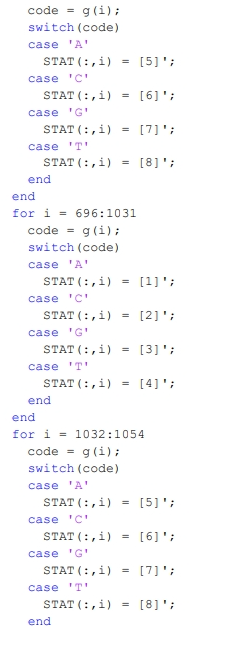 code = g(i);
switch(code)
case 'A'
STAT(:,i) = [5]';
case 'C'
STAT(:,i) = [6]';
case 'G'
STAT(:,i) = [7]';
case 'T'
STAT(:,i) = [8]';
end
end
for i = 696:1031
code = g(i);
switch(code)
case 'A'
STAT(:,i) = [1]';
case 'C'
STAT(:,i) = [2]';
case 'G'
STAT(:,i) = [3]';
case 'T'
STAT(:,i) = [4]';
end
end
for i = 1032:1054
code = g(i);
switch(code)
case 'A'
STAT(:,i) = [5]';
case 'C'
STAT(:,i) = [6]';
case 'G'
STAT(:,i) = [7]';
case 'T'
STAT(:,i) = [8]';
end